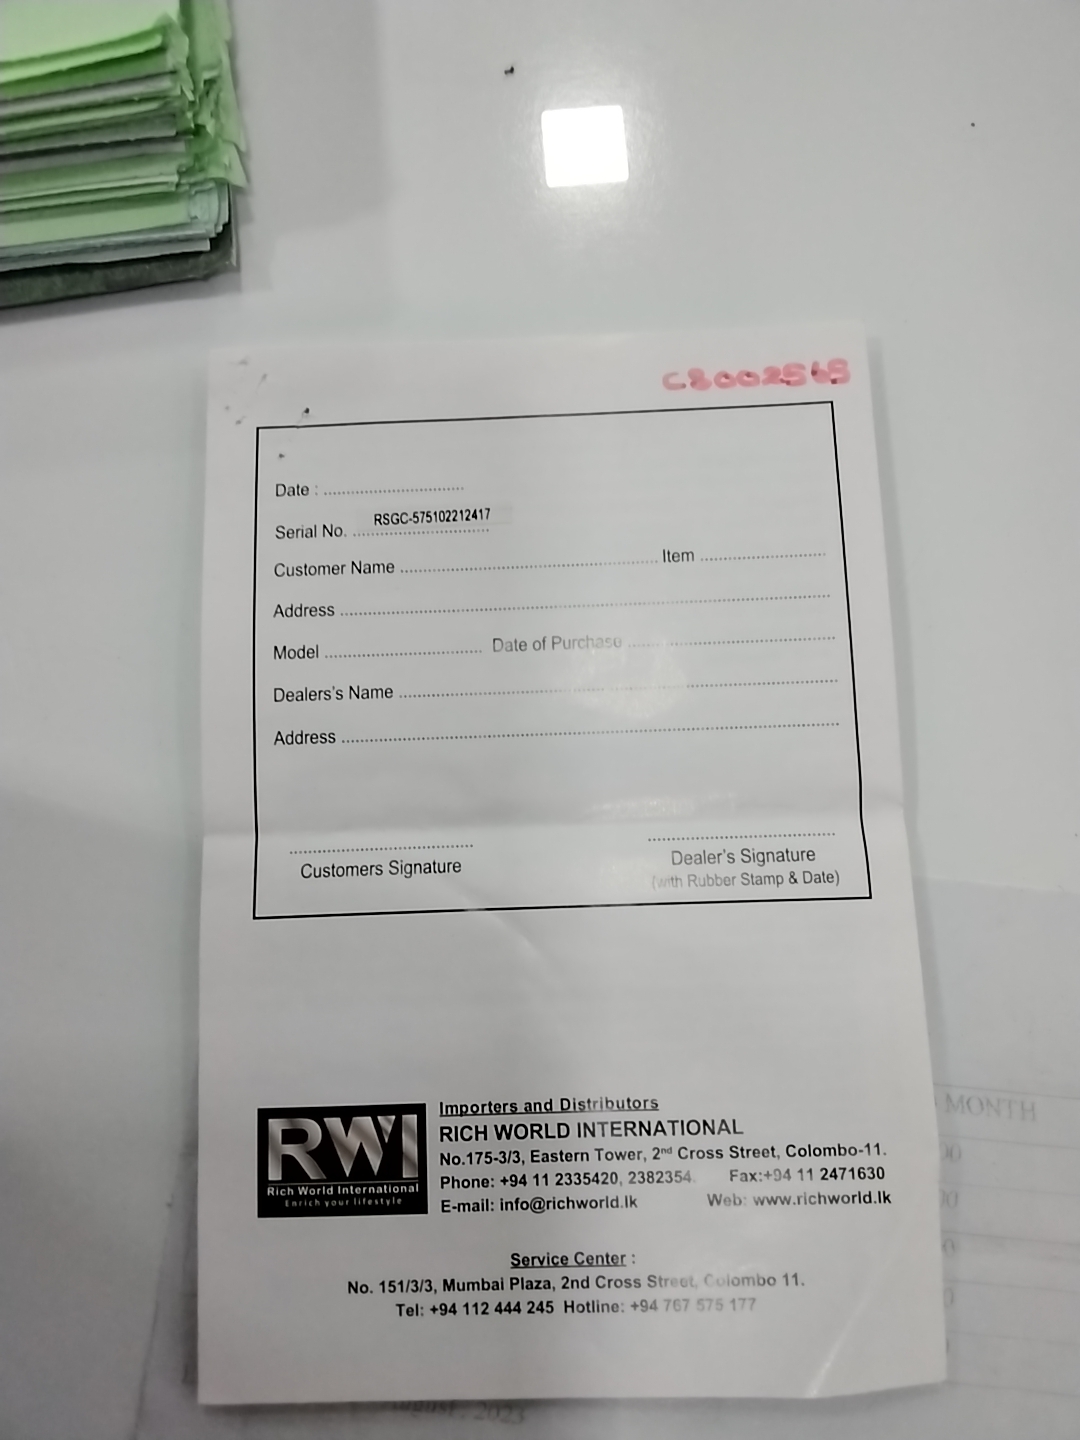 C2002565
Date : ..............................
Serial No. RSGC-575102212417
Customer Name .................................................... Item .........................
Address ..................................................................................................
Model ................................ Date of Purchase ..........................................
Dealers's Name .......................................................................................
Address ..................................................................................................
Customers Signature
Dealer's Signature
(with Rubber Stamp & Date)
RWI
Rich World International
Enrich your lifestyle
Importers and Distributors
RICH WORLD INTERNATIONAL
No.175-3/3, Eastern Tower, 2nd Cross Street, Colombo-11.
Phone: +94 11 2335420, 2382354. Fax:+94 11 2471630
E-mail: info@richworld.lk Web: www.richworld.lk
Service Center :
No. 151/3/3, Mumbai Plaza, 2nd Cross Street, Colombo 11.
Tel: +94 112 444 245 Hotline: +94 767 575 177
MONTH
August, 2023